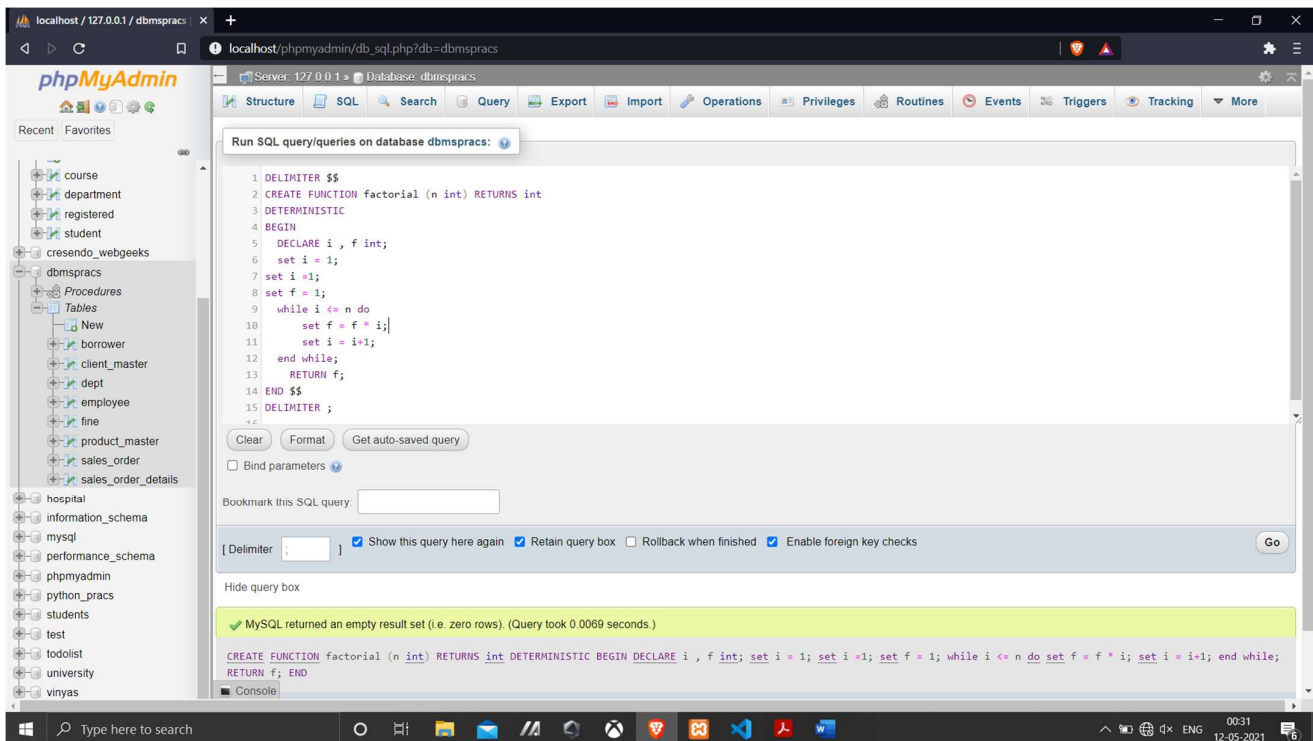 localhost / 127.0.0.1 / dbmspracs
localhost/phpmyadmin/db_sql.php?db=dbmspracs
phpMyAdmin
Recent Favorites
course
department
registered
student
cresendo_webgeeks
dbmspracs
Procedures
Tables
New
borrower
client_master
dept
employee
fine
product_master
sales_order
sales_order_details
hospital
information_schema
mysql
performance_schema
phpmyadmin
python_pracs
students
test
todolist
university
vinyas
Server: 127.0.0.1 » Database: dbmspracs
Structure SQL Search Query Export Import Operations Privileges Routines Events Triggers Tracking More
Run SQL query/queries on database dbmspracs:
1 DELIMITER $$
2 CREATE FUNCTION factorial (n int) RETURNS int
3 DETERMINISTIC
4 BEGIN
5 DECLARE i , f int;
6 set i = 1;
7 set i =1;
8 set f = 1;
9 while i <= n do
10 set f = f * i;
11 set i = i+1;
12 end while;
13 RETURN f;
14 END $$
15 DELIMITER ;
16
Clear Format Get auto-saved query
Bind parameters
Bookmark this SQL query:
[ Delimiter ; ] Show this query here again Retain query box Rollback when finished Enable foreign key checks Go
Hide query box
MySQL returned an empty result set (i.e. zero rows). (Query took 0.0069 seconds.)
CREATE FUNCTION factorial (n int) RETURNS int DETERMINISTIC BEGIN DECLARE i , f int; set i = 1; set i =1; set f = 1; while i <= n do set f = f * i; set i = i+1; end while;
RETURN f; END
Console
Type here to search
ENG
00:31
12-05-2021
6